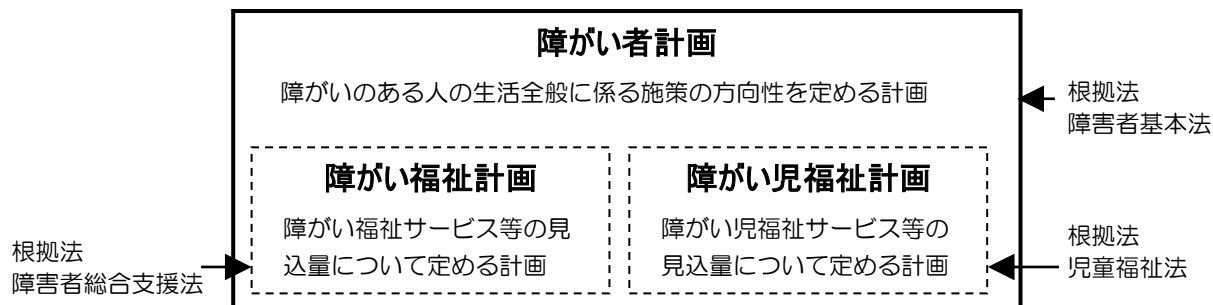 障がい者計画
障がいのある人の生活全般に係る施策の方向性を定める計画
根拠法
障害者基本法
障がい福祉計画
障がい福祉サービス等の見
込量について定める計画
障がい児福祉計画
障がい児福祉サービス等の
見込量について定める計画
根拠法
障害者総合支援法
根拠法
児童福祉法